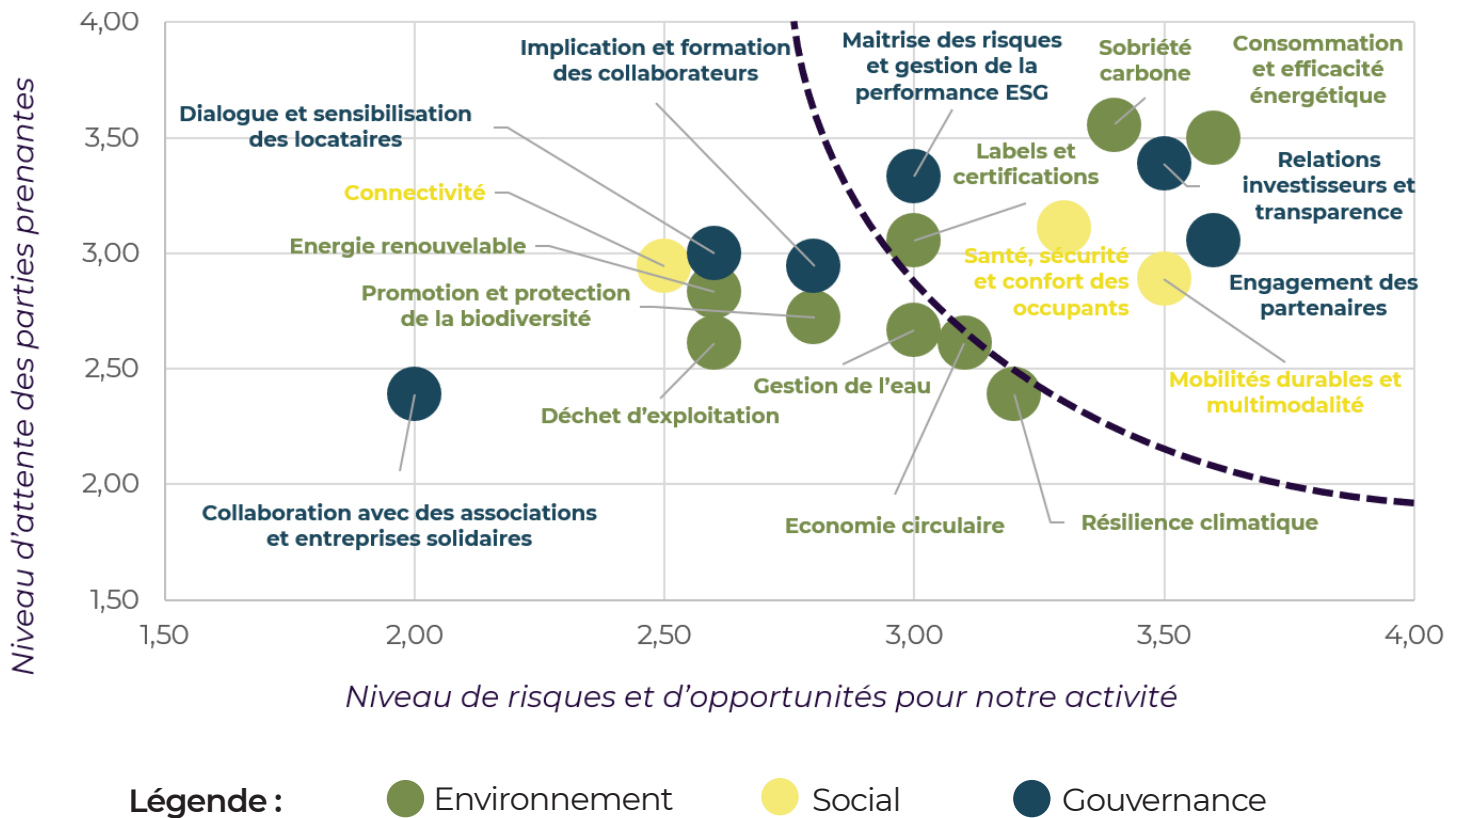 4,00
3,50
3,00
2,50
2,00
1,50
1,50
2,00
2,50
3,00
3,50
4,00
Niveau d'attente des parties prenantes
Niveau de risques et d'opportunités pour notre activité
Implication et formation
des collaborateurs
Maitrise des risques
et gestion de la
performance ESG
Sobriété
carbone
Consommation
et efficacité
énergétique
Dialogue et sensibilisation
des locataires
Labels et
certifications
Relations
investisseurs et
transparence
Connectivité
Energie renouvelable
Santé, sécurité
et confort des
occupants
Engagement des
partenaires
Promotion et protection
de la biodiversité
Gestion de l'eau
Mobilités durables et
multimodalité
Déchet d'exploitation
Collaboration avec des associations
et entreprises solidaires
Economie circulaire
Résilience climatique
Légende :
Environnement
Social
Gouvernance